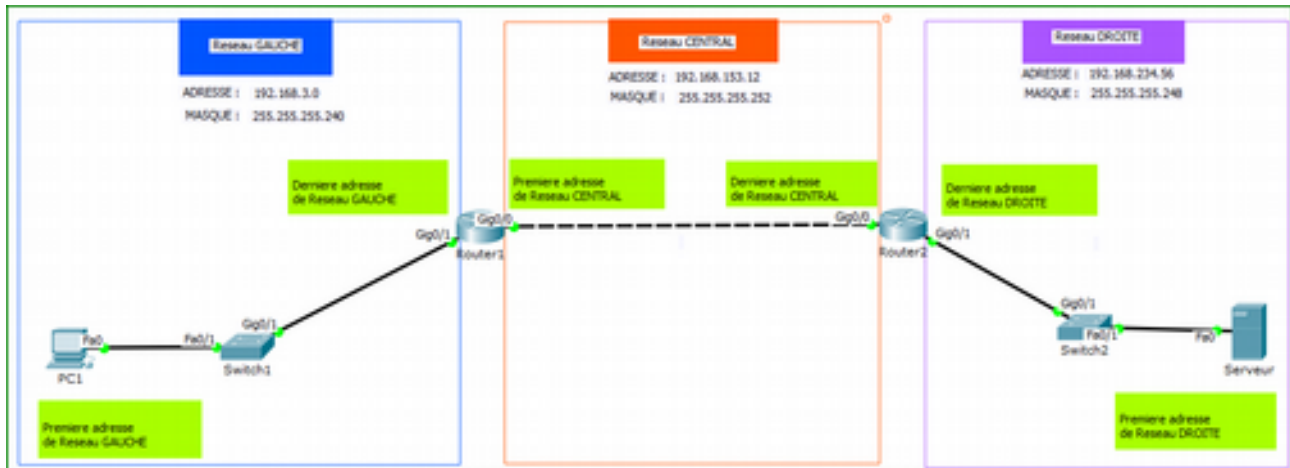 Reseau GAUCHE
ADRESSE : 192.168.3.0
MASQUE : 255.255.255.240
Derniere adresse
de Reseau GAUCHE
Gig0/1
Router1
PC1
Fa0
Fa0/1
Gig0/1
Switch1
Premiere adresse
de Reseau GAUCHE
Reseau CENTRAL
ADRESSE : 192.168.153.12
MASQUE : 255.255.255.252
Premiere adresse
de Reseau CENTRAL
Derniere adresse
de Reseau CENTRAL
Gig0/0
Gig0/0
Router2
Reseau DROITE
ADRESSE : 192.168.234.56
MASQUE : 255.255.255.248
Derniere adresse
de Reseau DROITE
Gig0/1
Gig0/1
Fa0/1
Switch2
Fa0
Serveur
Premiere adresse
de Reseau DROITE